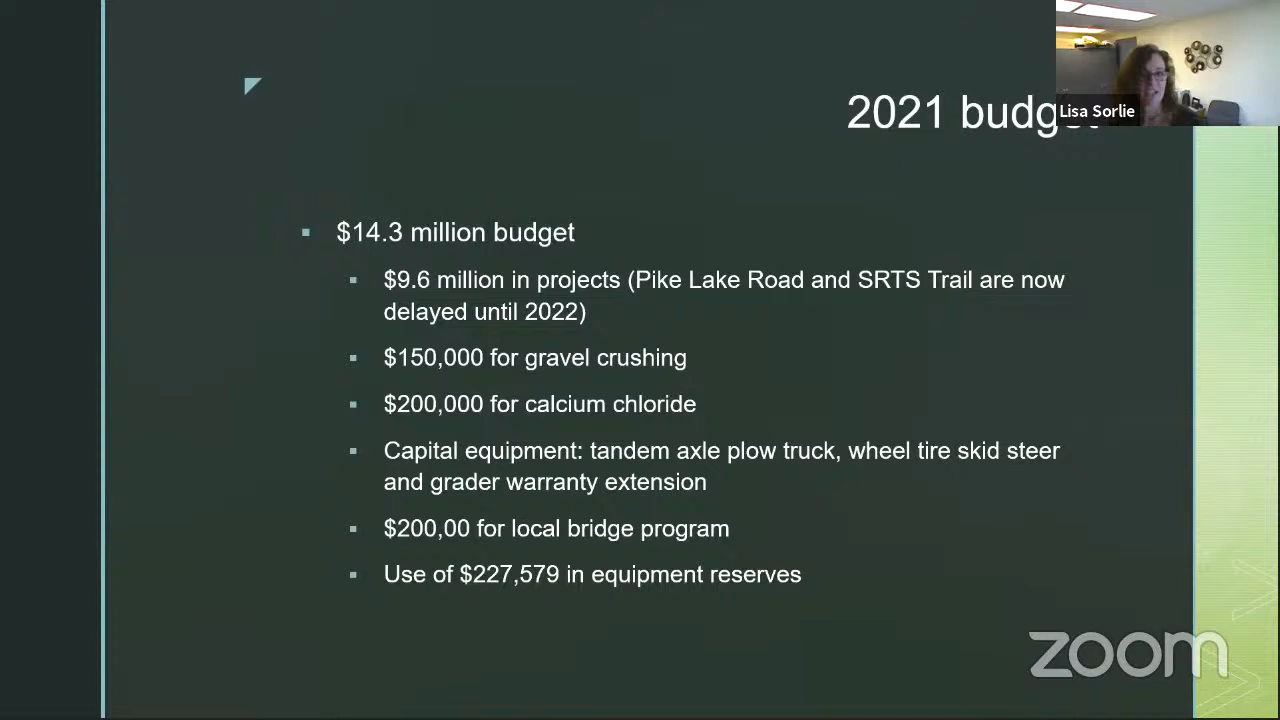 2021 budget
Lisa Sorlie
$14.3 million budget
$9.6 million in projects (Pike Lake Road and SRTS Trail are now
delayed until 2022)
$150,000 for gravel crushing
$200,000 for calcium chloride
Capital equipment: tandem axle plow truck, wheel tire skid steer
and grader warranty extension
$200,00 for local bridge program
Use of $227,579 in equipment reserves
zoom